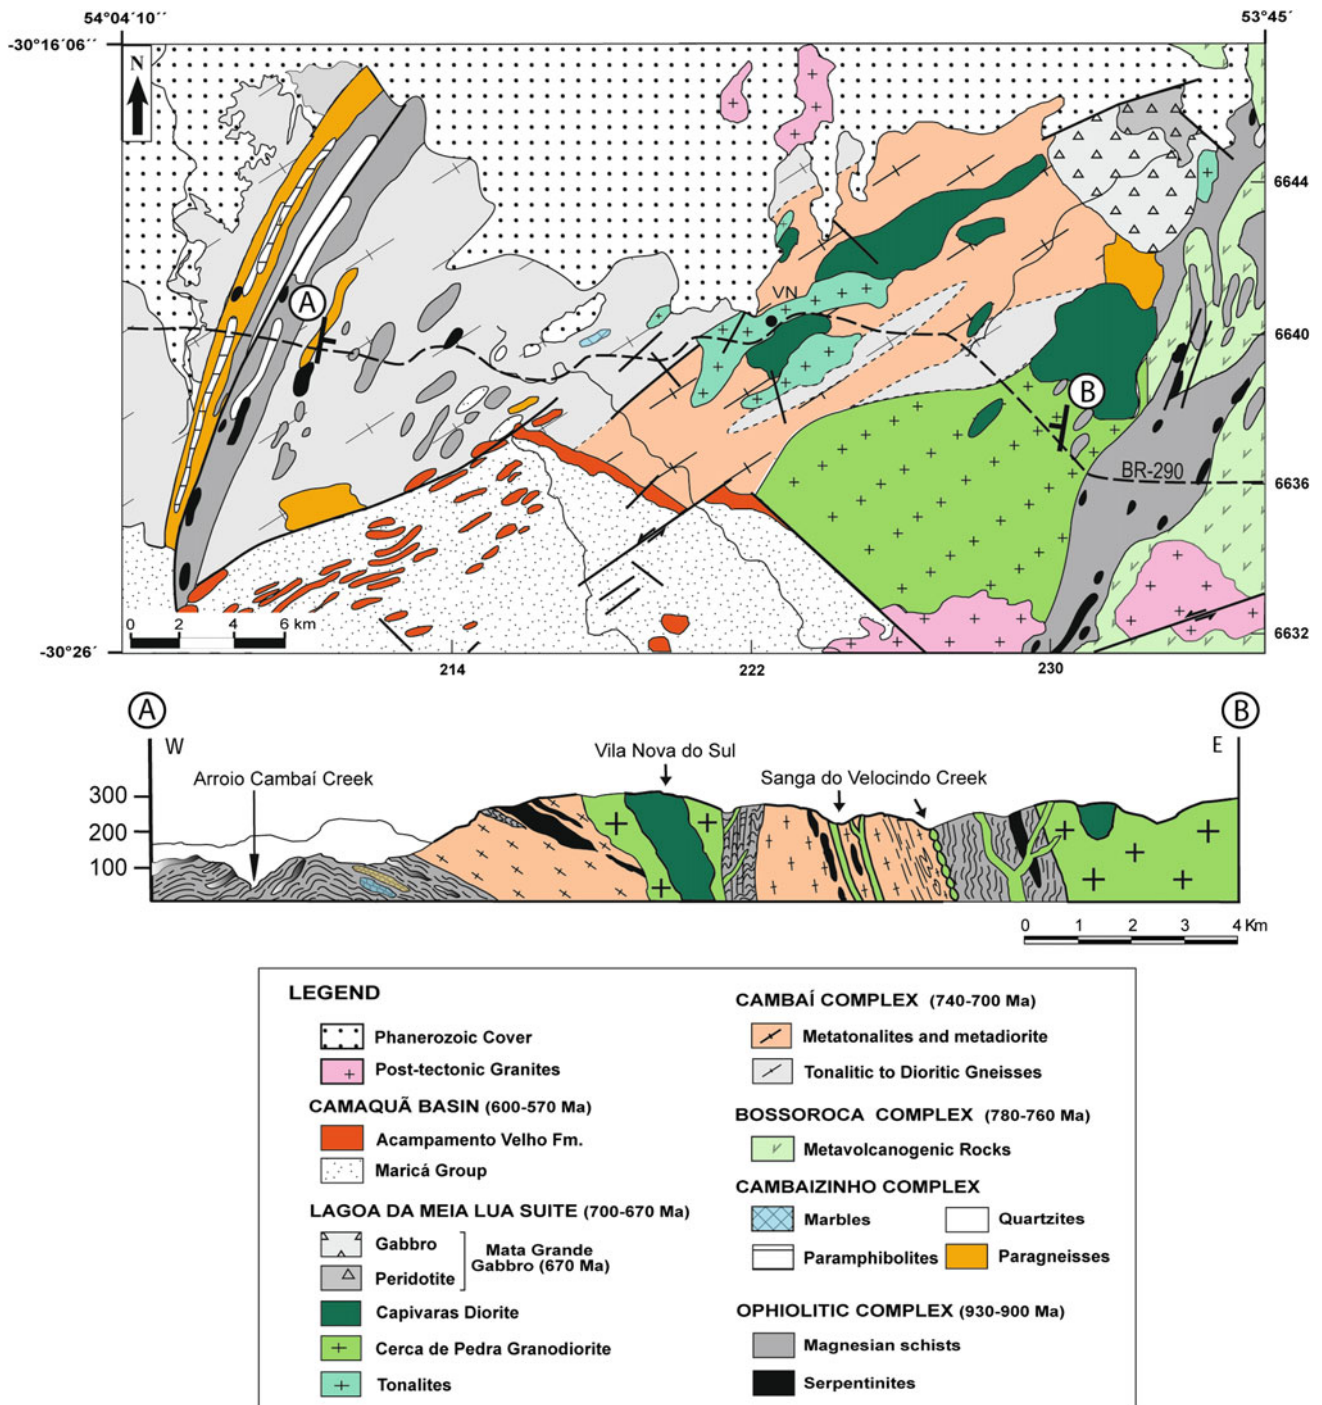 54°04´10´´ 53°45´
-30°16´06´´
N
6644
A
VN
6640
B
BR-290
6636
0 2 4 6 km
6632
-30°26´
214 222 230
A B
W E
Vila Nova do Sul
Arroio Cambaí Creek
Sanga do Velocindo Creek
300
200
100
0 1 2 3 4 Km
LEGEND
Phanerozoic Cover
Post-tectonic Granites
CAMAQUÃ BASIN (600-570 Ma)
Acampamento Velho Fm.
Maricá Group
LAGOA DA MEIA LUA SUITE (700-670 Ma)
Gabbro
Peridotite
Mata Grande
Gabbro (670 Ma)
Capivaras Diorite
Cerca de Pedra Granodiorite
Tonalites
CAMBAÍ COMPLEX (740-700 Ma)
Metatonalites and metadiorite
Tonalitic to Dioritic Gneisses
BOSSOROCA COMPLEX (780-760 Ma)
Metavolcanogenic Rocks
CAMBAIZINHO COMPLEX
Marbles Quartzites
Paramphibolites Paragneisses
OPHIOLITIC COMPLEX (930-900 Ma)
Magnesian schists
Serpentinites